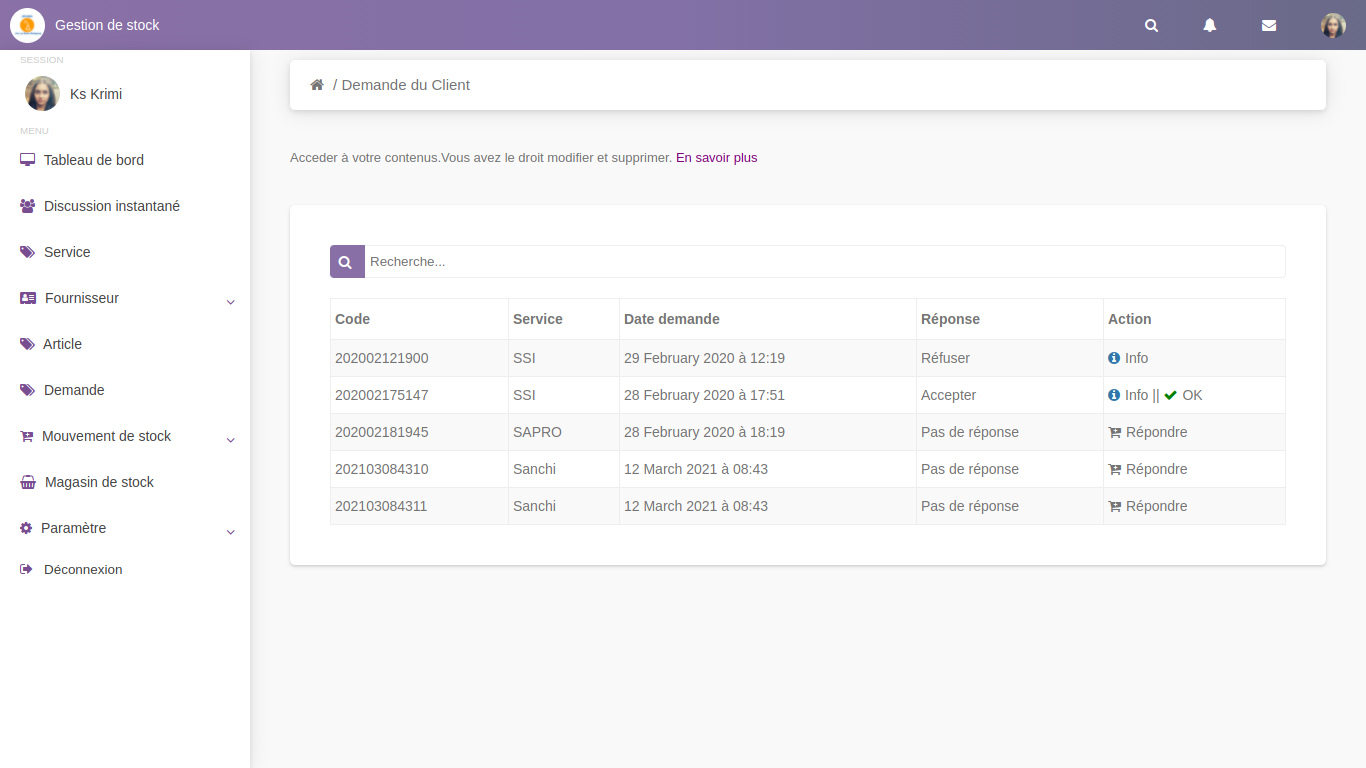 Gestion de stock
SESSION
Ks Krimi
MENU
Tableau de bord
Discussion instantané
Service
Fournisseur
Article
Demande
Mouvement de stock
Magasin de stock
Paramètre
Déconnexion
/ Demande du Client
Acceder à votre contenus.Vous avez le droit modifier et supprimer. En savoir plus
Recherche...
Code Service Date demande Réponse Action
202002121900 SSI 29 February 2020 à 12:19 Réfuser Info
202002175147 SSI 28 February 2020 à 17:51 Accepter Info || OK
202002181945 SAPRO 28 February 2020 à 18:19 Pas de réponse Répondre
202103084310 Sanchi 12 March 2021 à 08:43 Pas de réponse Répondre
202103084311 Sanchi 12 March 2021 à 08:43 Pas de réponse Répondre